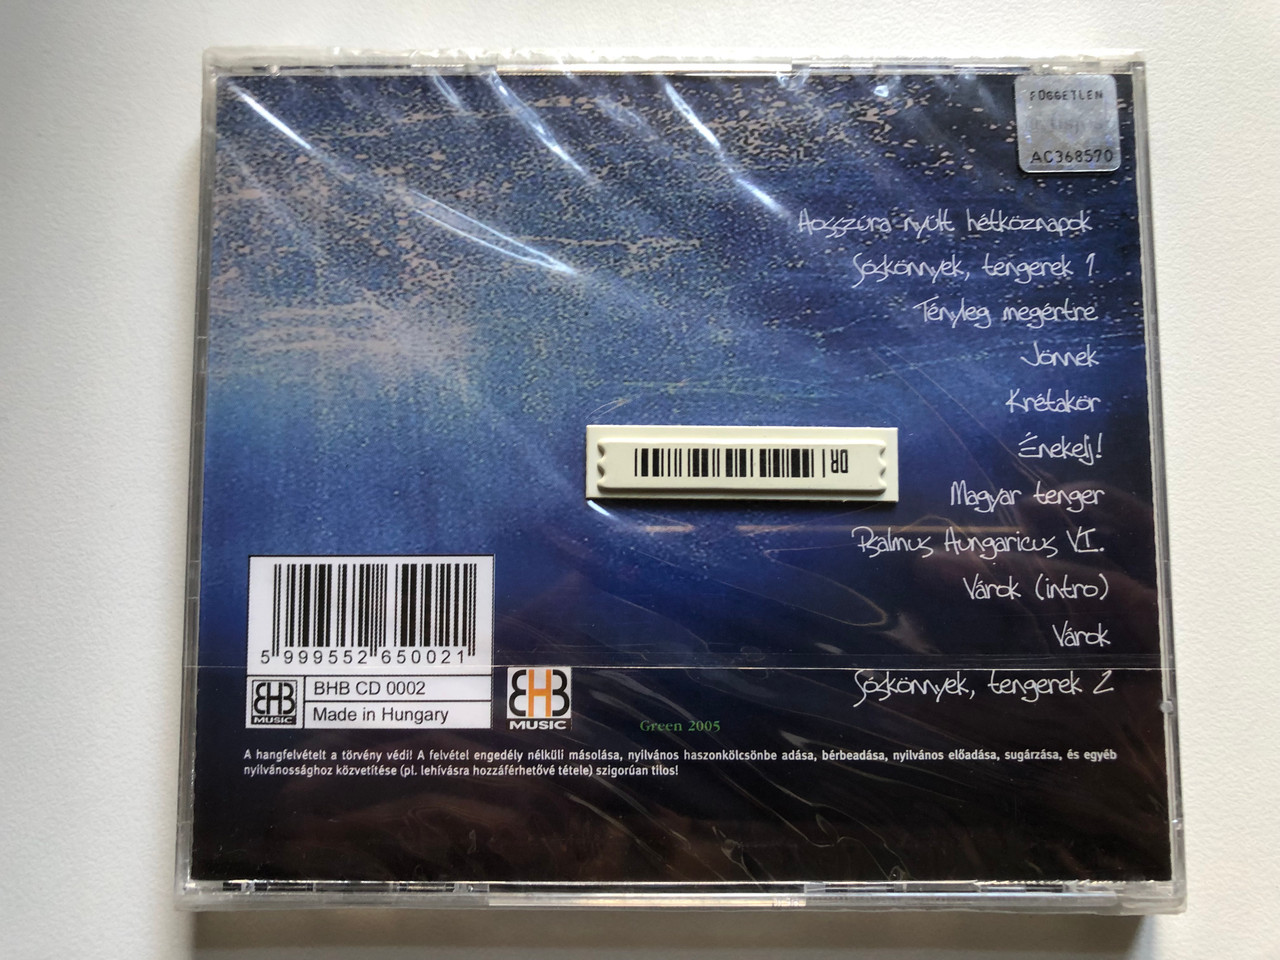 FÜGGETLEN
AC368570
Hosszúra nyúlt hétköznapok
Sóskönnyek, tengerek 1
Tényleg megértne
Jönnek
Krétakör
Énekelj!
DR
Magyar tenger
Psalmus Hungaricus VI.
Várok (intro)
Várok
Sóskönnyek, tengerek 2
5 999552 650021
BHB MUSIC
BHB CD 0002
Made in Hungary
BHB MUSIC
Green 2005
A hangfelvételt a törvény védi! A felvétel engedély nélküli másolása, nyilvános haszonkölcsönbe adása, bérbeadása, nyilvános előadása, sugárzása, és egyéb
nyilvánossághoz közvetítése (pl. lehívásra hozzáférhetővé tétele) szigorúan tilos!